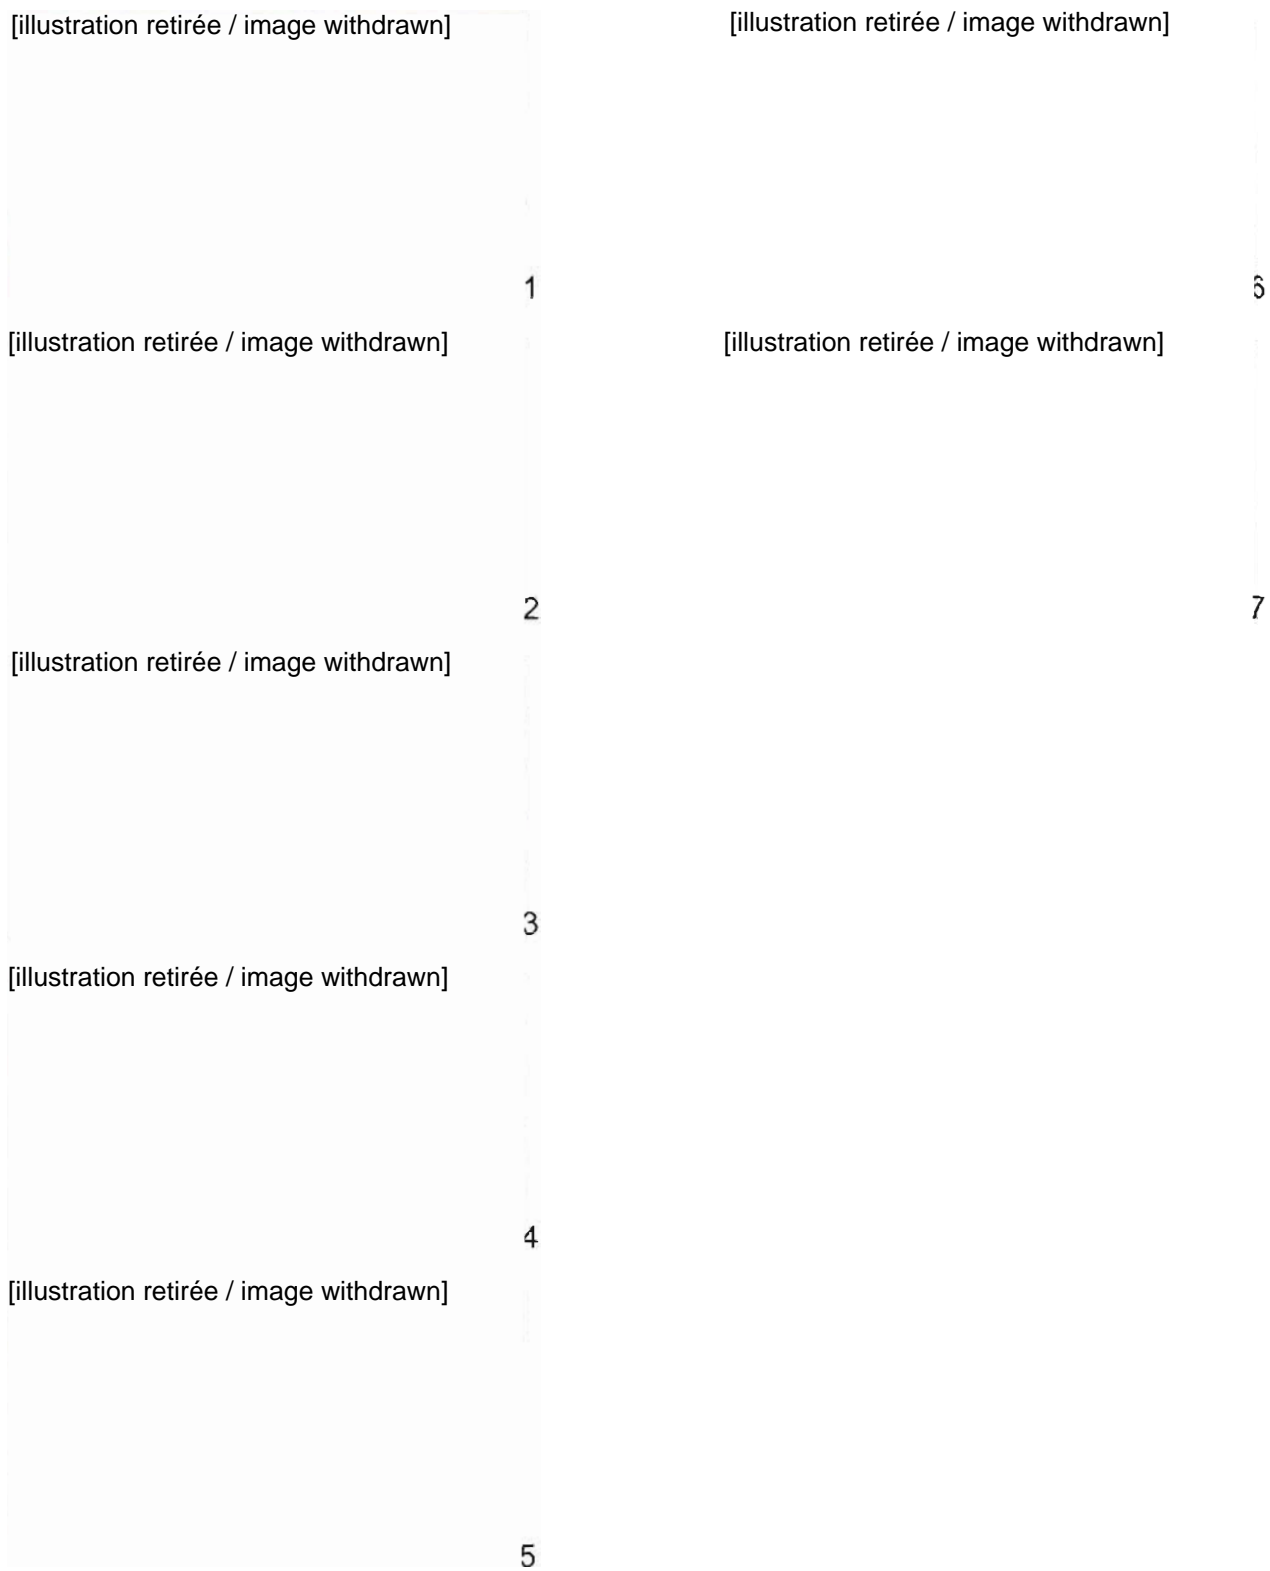 [illustration retirée / image withdrawn]
1
[illustration retirée / image withdrawn]
2
[illustration retirée / image withdrawn]
3
[illustration retirée / image withdrawn]
4
[illustration retirée / image withdrawn]
5
[illustration retirée / image withdrawn]
6
[illustration retirée / image withdrawn]
7